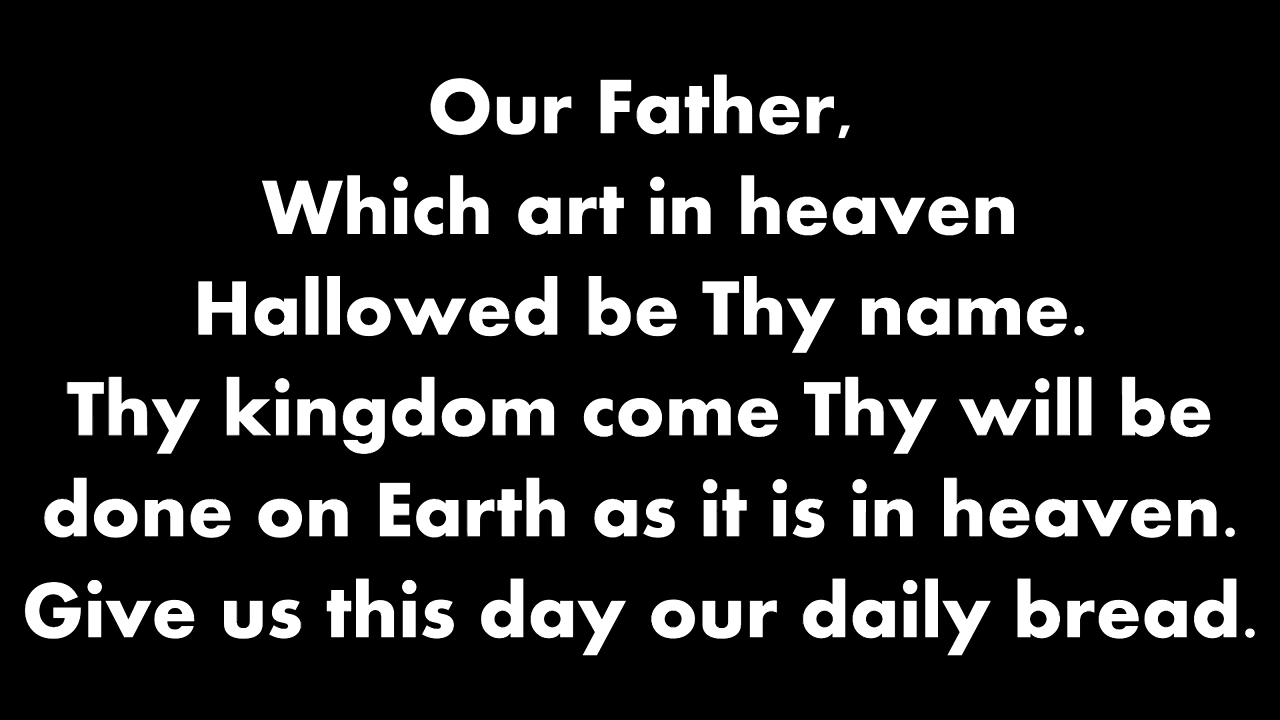 Our Father,
Which art in heaven
Hallowed be Thy name.
Thy kingdom come Thy will be
done on Earth as it is in heaven.
Give us this day our daily bread.